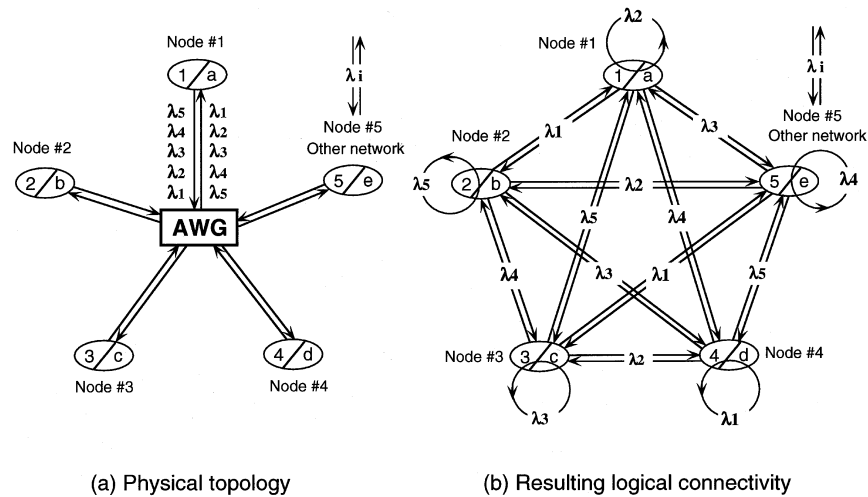 Node #1
1 a
λ i
λ5 λ1
λ4 λ2
λ3 λ3
λ2 λ4
λ1 λ5
Node #2
2 b
Node #5
Other network
5 e
AWG
3 c
Node #3
4 d
Node #4
(a) Physical topology
λ2
Node #1
1 a
λ i
Node #5
Other network
Node #2
λ1
λ3
λ5
2 b
λ2
5 e
λ4
λ5
λ4
λ4
λ3
λ1
λ5
Node #3
3 c
λ2
4 d
Node #4
λ3
λ1
(b) Resulting logical connectivity